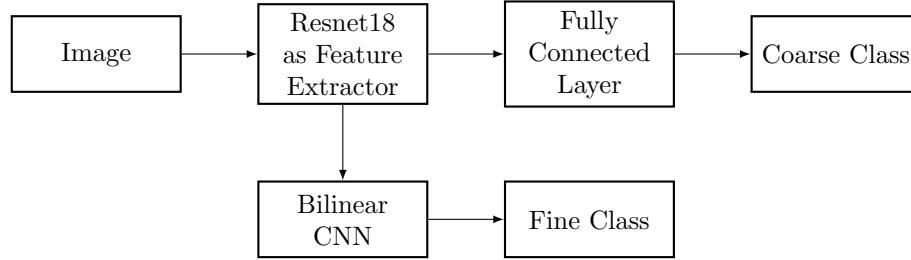 Image
Resnet18
as Feature
Extractor
Fully
Connected
Layer
Coarse Class
Bilinear
CNN
Fine Class